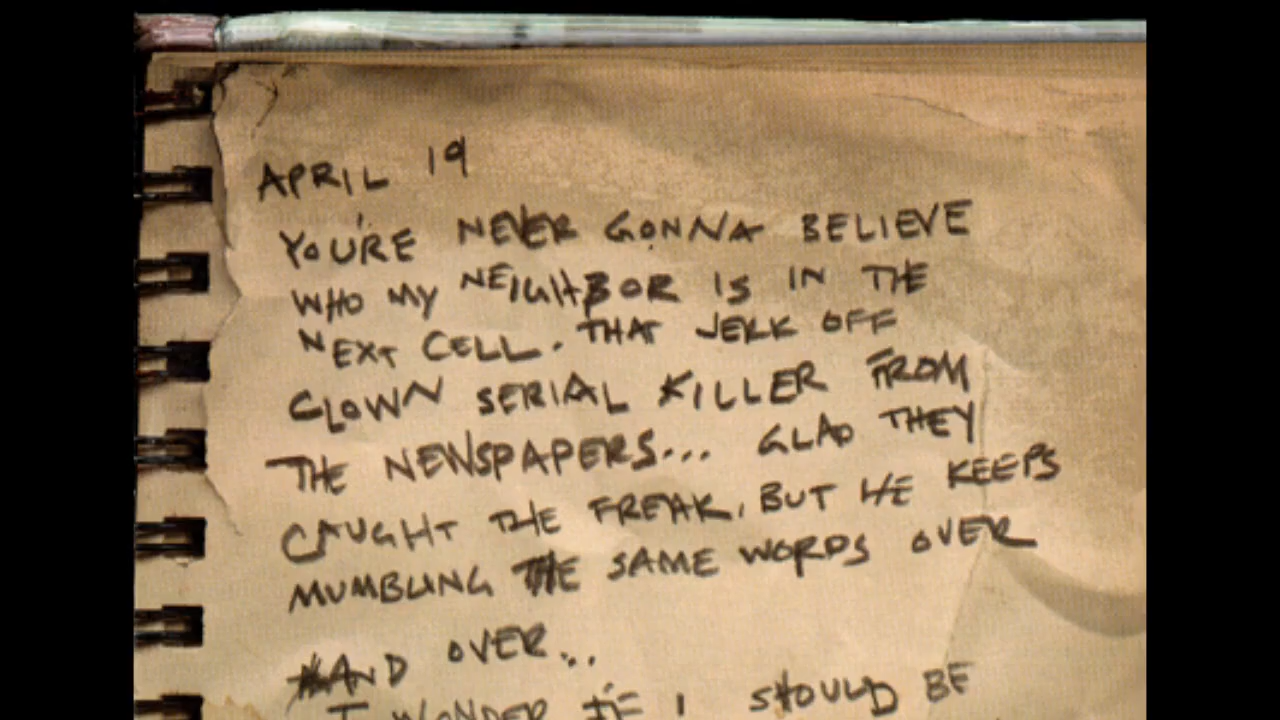 APRIL 19
YOU'RE NEVER GONNA BELIEVE
WHO MY NEIGHBOR IS IN THE
NEXT CELL. THAT JERK OFF
CLOWN SERIAL KILLER FROM
THE NEWSPAPERS... GLAD THEY
CAUGHT THE FREAK, BUT HE KEEPS
MUMBLING THE SAME WORDS OVER
AND OVER...
I WONDER IF I SHOULD BE